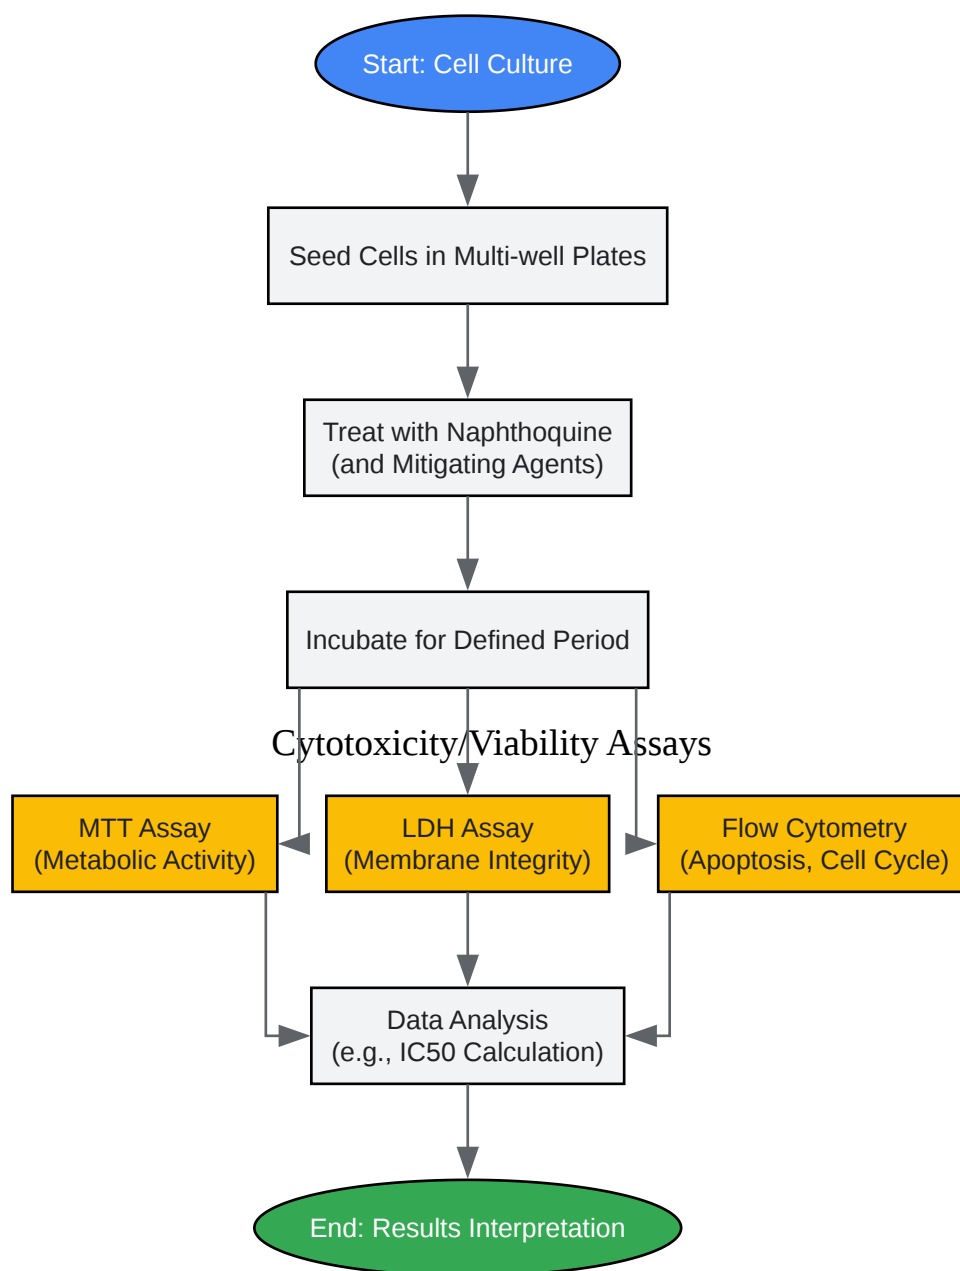 Start: Cell Culture
Seed Cells in Multi-well Plates
Treat with Naphthoquine
(and Mitigating Agents)
Incubate for Defined Period
Cytotoxicity/Viability Assays
MTT Assay
(Metabolic Activity)
LDH Assay
(Membrane Integrity)
Flow Cytometry
(Apoptosis, Cell Cycle)
Data Analysis
(e.g., IC50 Calculation)
End: Results Interpretation